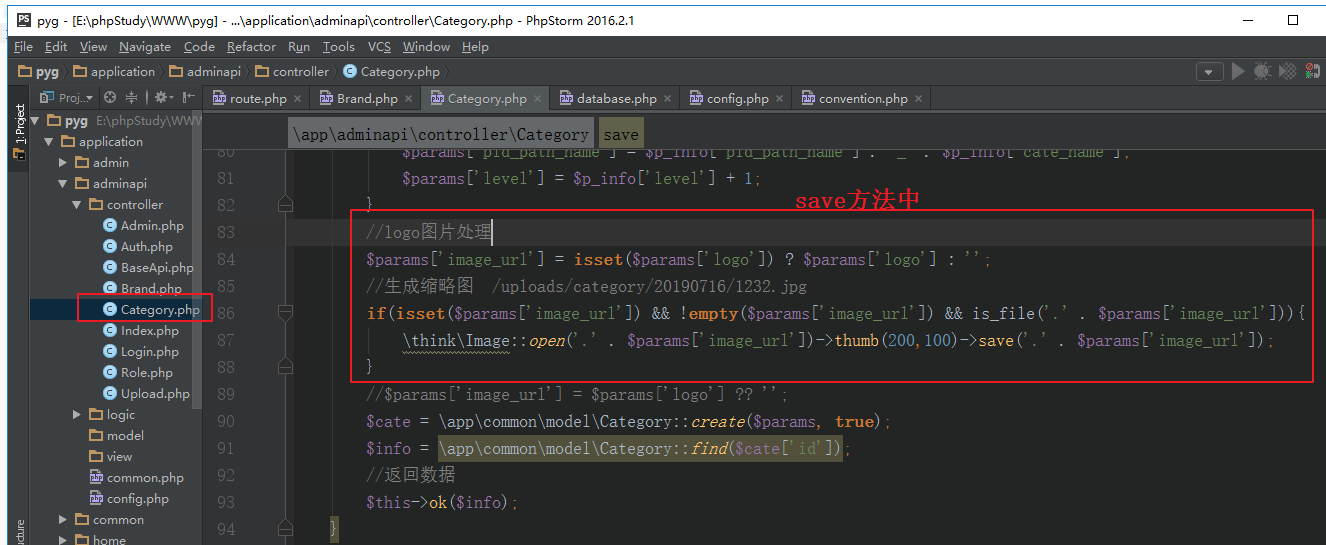 pyg - [E:\phpStudy\WWW\pyg] - ...\application\adminapi\controller\Category.php - PhpStorm 2016.2.1
File Edit View Navigate Code Refactor Run Tools VCS Window Help
pyg application adminapi controller Category.php
Proj... route.php Brand.php Category.php database.php config.php convention.php
1: Project
pyg E:\phpStudy\WWW
application
admin
adminapi
controller
Admin.php
Auth.php
BaseApi.php
Brand.php
Category.php
Index.php
Login.php
Role.php
Upload.php
logic
model
view
common.php
config.php
common
home
\app\adminapi\controller\Category save
80 $params['pid_path_name'] = $p_info['pid_path_name'] . '_' . $p_info['cate_name'];
81 $params['level'] = $p_info['level'] + 1;
82 }
save方法中
83 //logo图片处理
84 $params['image_url'] = isset($params['logo']) ? $params['logo'] : '';
85 //生成缩略图 /uploads/category/20190716/1232.jpg
86 if(isset($params['image_url']) && !empty($params['image_url']) && is_file('.' . $params['image_url'])){
87 \think\Image::open('.' . $params['image_url'])->thumb(200,100)->save('.' . $params['image_url']);
88 }
89 //$params['image_url'] = $params['logo'] ?? '';
90 $cate = \app\common\model\Category::create($params, true);
91 $info = \app\common\model\Category::find($cate['id']);
92 //返回数据
93 $this->ok($info);
94 }